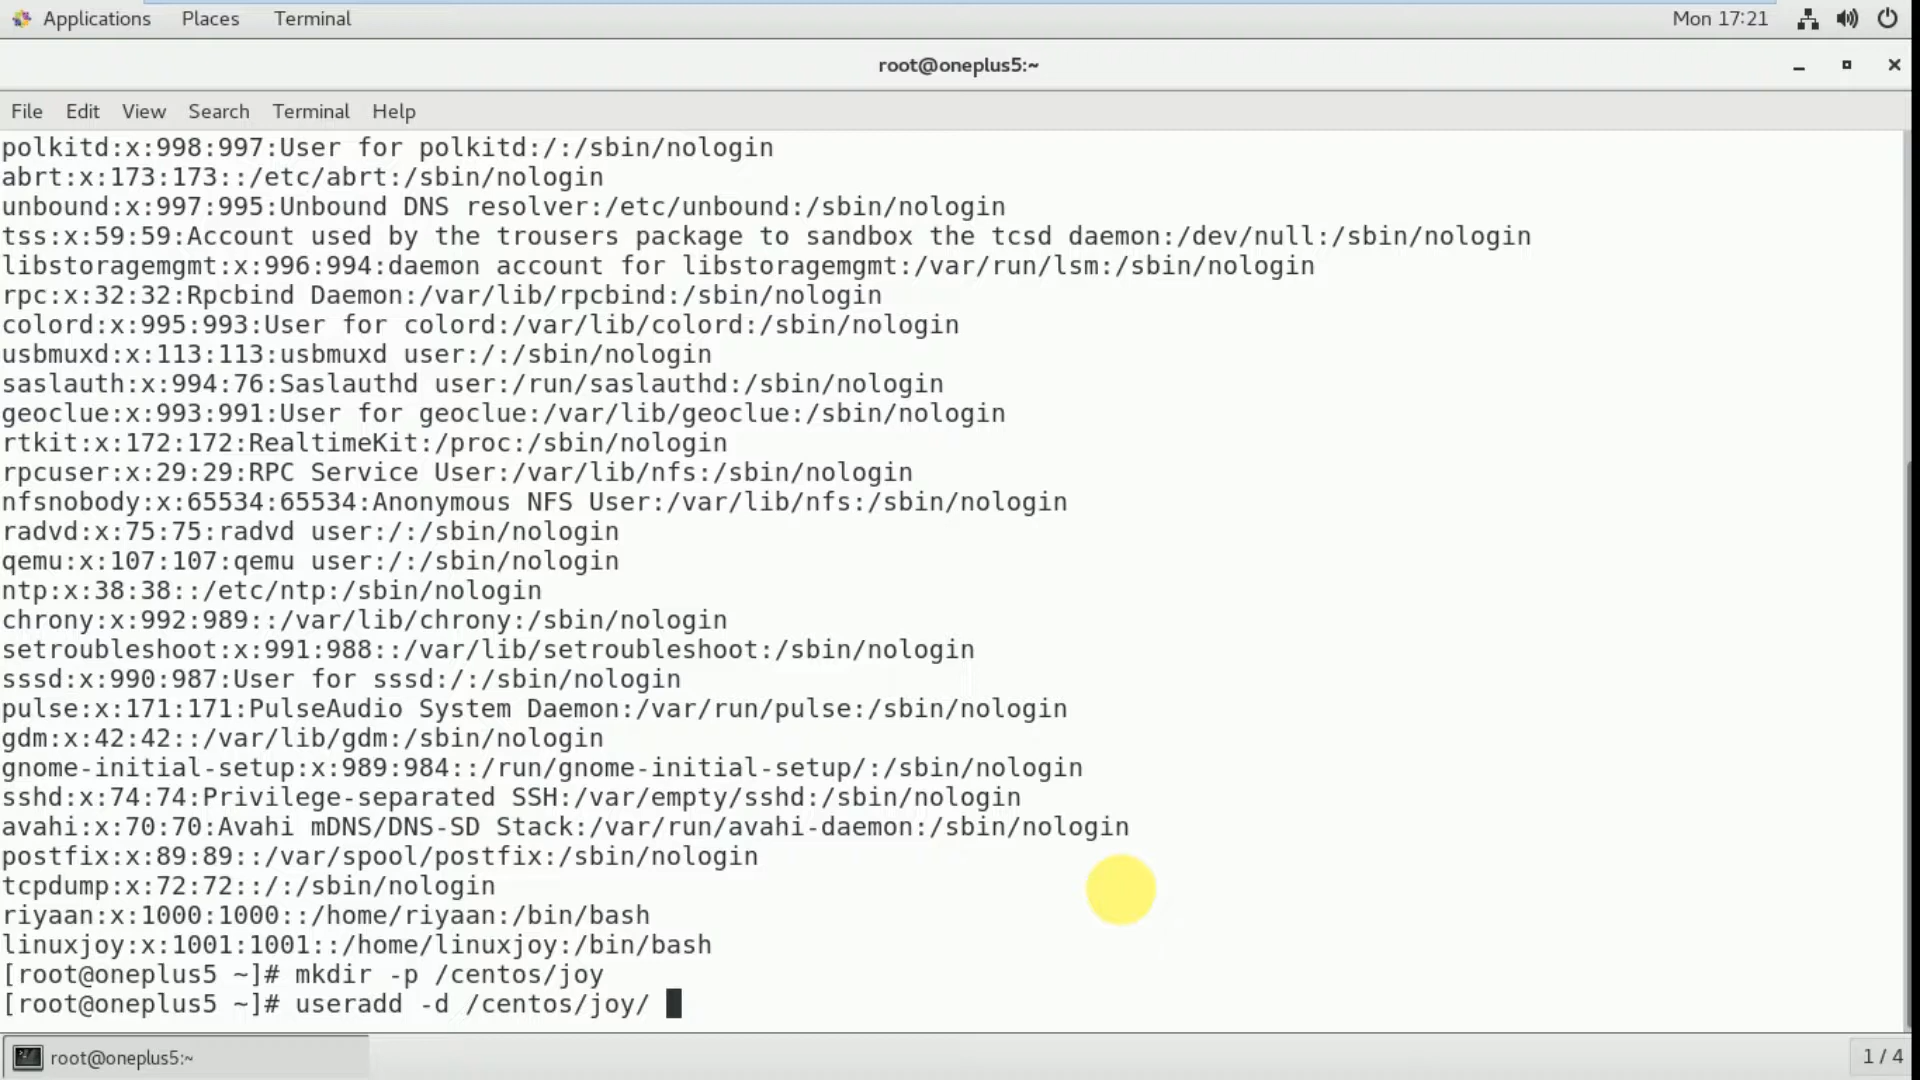 Applications Places Terminal Mon 17:21
root@oneplus5:~
File Edit View Search Terminal Help
polkitd:x:998:997:User for polkitd:/:/sbin/nologin
abrt:x:173:173::/etc/abrt:/sbin/nologin
unbound:x:997:995:Unbound DNS resolver:/etc/unbound:/sbin/nologin
tss:x:59:59:Account used by the trousers package to sandbox the tcsd daemon:/dev/null:/sbin/nologin
libstoragemgmt:x:996:994:daemon account for libstoragemgmt:/var/run/lsm:/sbin/nologin
rpc:x:32:32:Rpcbind Daemon:/var/lib/rpcbind:/sbin/nologin
colord:x:995:993:User for colord:/var/lib/colord:/sbin/nologin
usbmuxd:x:113:113:usbmuxd user:/:/sbin/nologin
saslauth:x:994:76:Saslauthd user:/run/saslauthd:/sbin/nologin
geoclue:x:993:991:User for geoclue:/var/lib/geoclue:/sbin/nologin
rtkit:x:172:172:RealtimeKit:/proc:/sbin/nologin
rpcuser:x:29:29:RPC Service User:/var/lib/nfs:/sbin/nologin
nfsnobody:x:65534:65534:Anonymous NFS User:/var/lib/nfs:/sbin/nologin
radvd:x:75:75:radvd user:/:/sbin/nologin
qemu:x:107:107:qemu user:/:/sbin/nologin
ntp:x:38:38::/etc/ntp:/sbin/nologin
chrony:x:992:989::/var/lib/chrony:/sbin/nologin
setroubleshoot:x:991:988::/var/lib/setroubleshoot:/sbin/nologin
sssd:x:990:987:User for sssd:/:/sbin/nologin
pulse:x:171:171:PulseAudio System Daemon:/var/run/pulse:/sbin/nologin
gdm:x:42:42::/var/lib/gdm:/sbin/nologin
gnome-initial-setup:x:989:984::/run/gnome-initial-setup/:/sbin/nologin
sshd:x:74:74:Privilege-separated SSH:/var/empty/sshd:/sbin/nologin
avahi:x:70:70:Avahi mDNS/DNS-SD Stack:/var/run/avahi-daemon:/sbin/nologin
postfix:x:89:89::/var/spool/postfix:/sbin/nologin
tcpdump:x:72:72::/:/sbin/nologin
riyaan:x:1000:1000::/home/riyaan:/bin/bash
linuxjoy:x:1001:1001::/home/linuxjoy:/bin/bash
[root@oneplus5 ~]# mkdir -p /centos/joy
[root@oneplus5 ~]# useradd -d /centos/joy/
root@oneplus5:~ 1 / 4